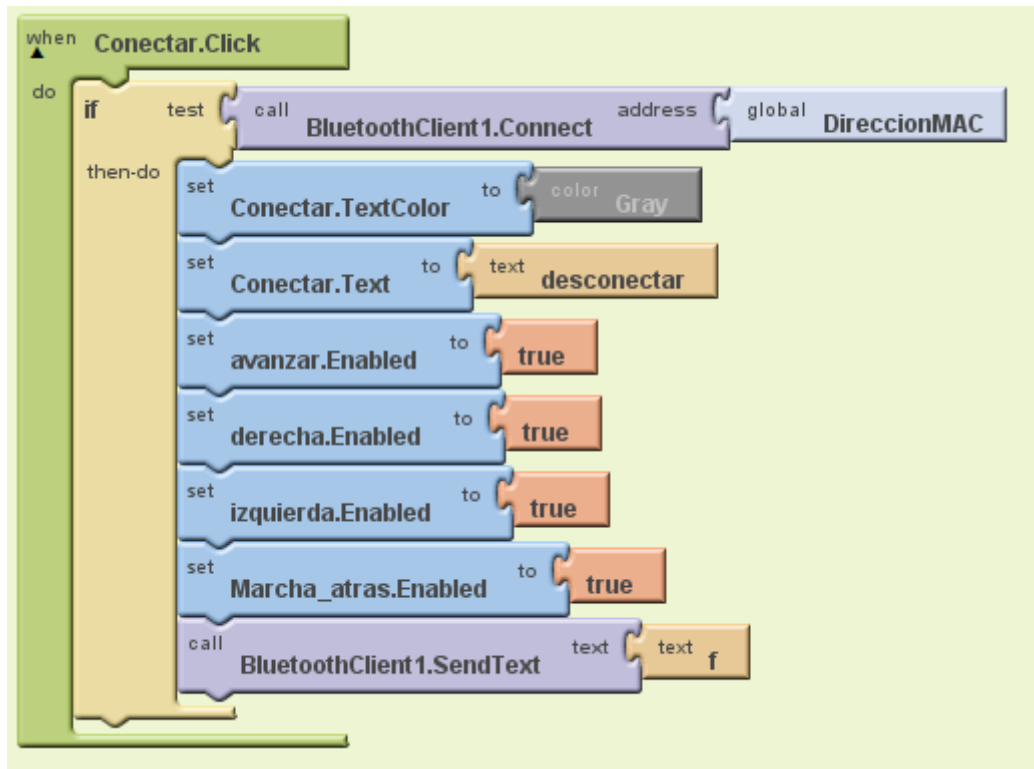 when Conectar.Click
do
if test call BluetoothClient1.Connect address global DireccionMAC
then-do
set Conectar.TextColor to color Gray
set Conectar.Text to text desconectar
set avanzar.Enabled to true
set derecha.Enabled to true
set izquierda.Enabled to true
set Marcha_atras.Enabled to true
call BluetoothClient1.SendText text text f